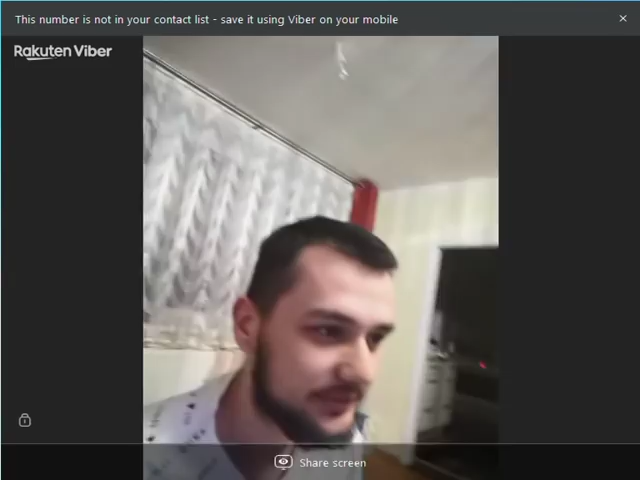 This number is not in your contact list - save it using Viber on your mobile
Rakuten Viber
Share screen